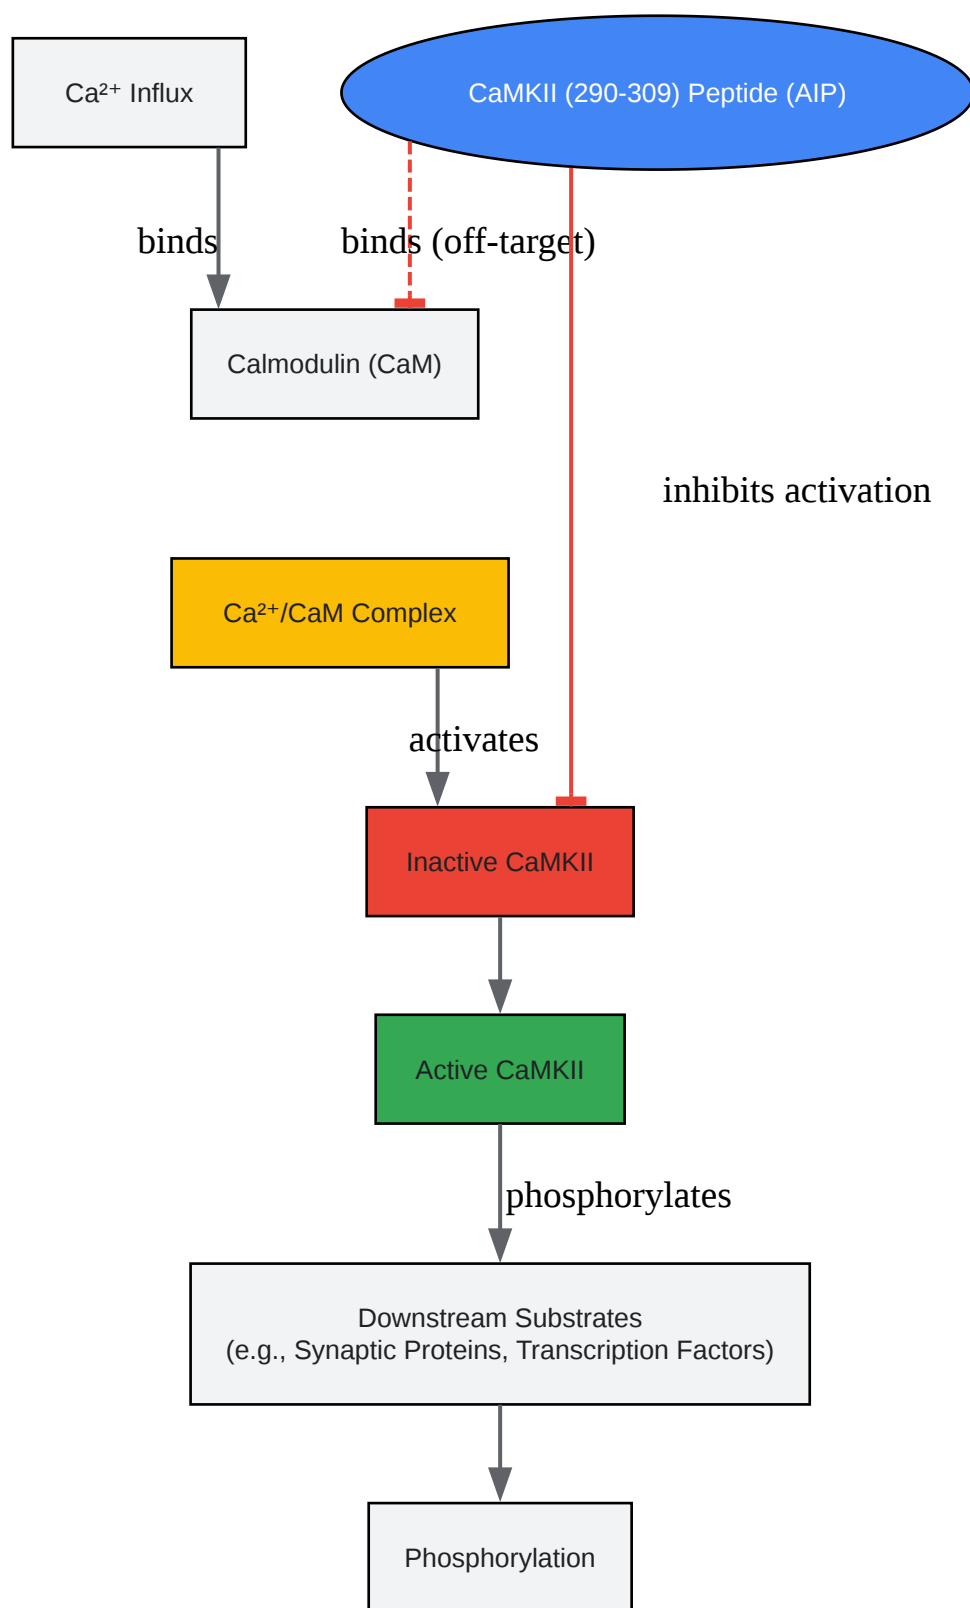 Ca²⁺ Influx
CaMKII (290-309) Peptide (AIP)
binds
binds (off-target)
Calmodulin (CaM)
inhibits activation
Ca²⁺/CaM Complex
activates
Inactive CaMKII
Active CaMKII
phosphorylates
Downstream Substrates
(e.g., Synaptic Proteins, Transcription Factors)
Phosphorylation